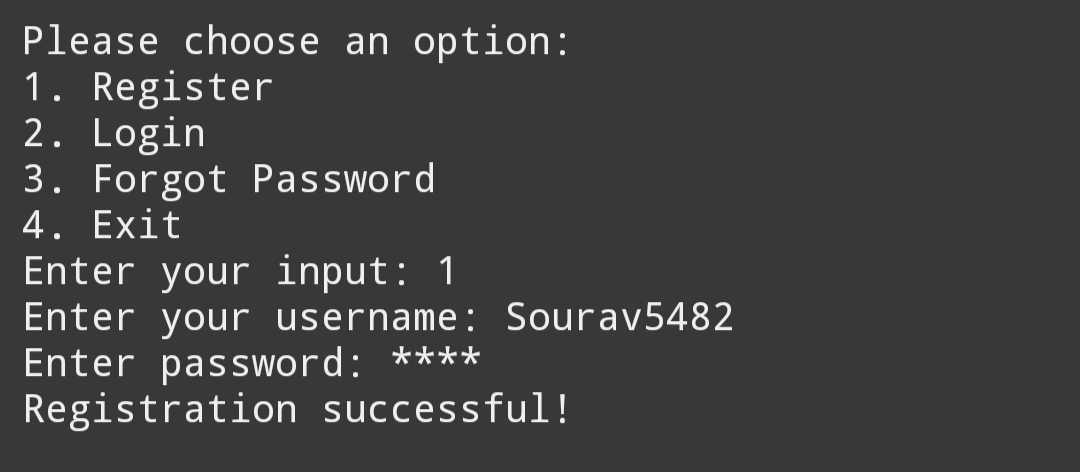 Please choose an option:
1. Register
2. Login
3. Forgot Password
4. Exit
Enter your input: 1
Enter your username: Sourav5482
Enter password: ****
Registration successful!